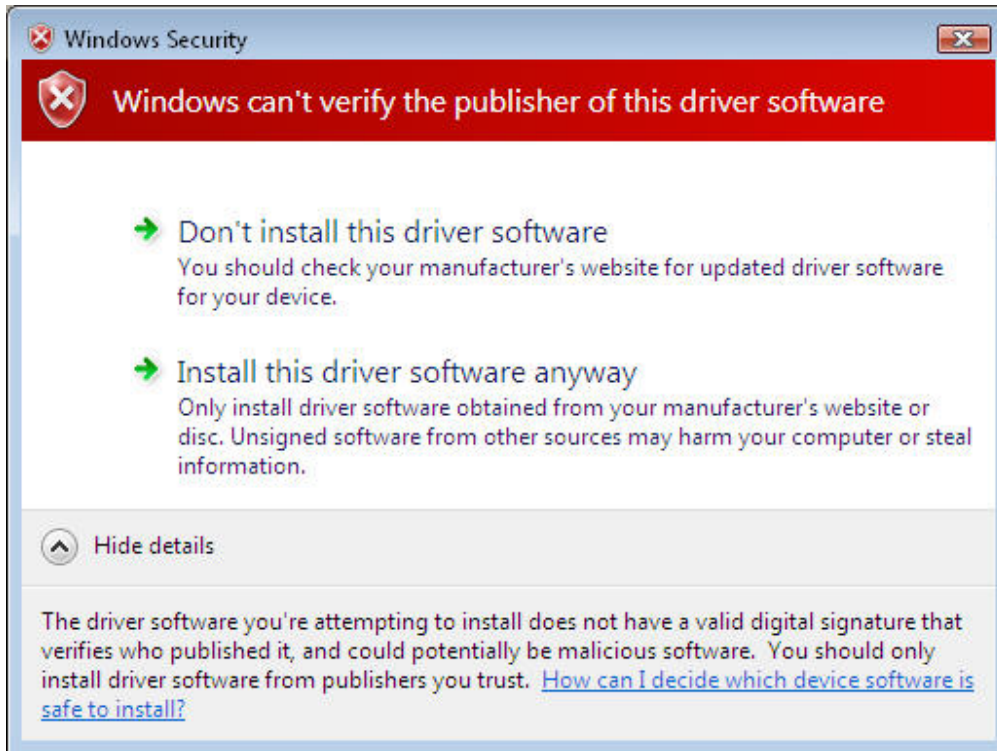 Windows Security
Windows can't verify the publisher of this driver software
Don't install this driver software
You should check your manufacturer's website for updated driver software
for your device.
Install this driver software anyway
Only install driver software obtained from your manufacturer's website or
disc. Unsigned software from other sources may harm your computer or steal
information.
Hide details
The driver software you're attempting to install does not have a valid digital signature that
verifies who published it, and could potentially be malicious software. You should only
install driver software from publishers you trust. How can I decide which device software is
safe to install?